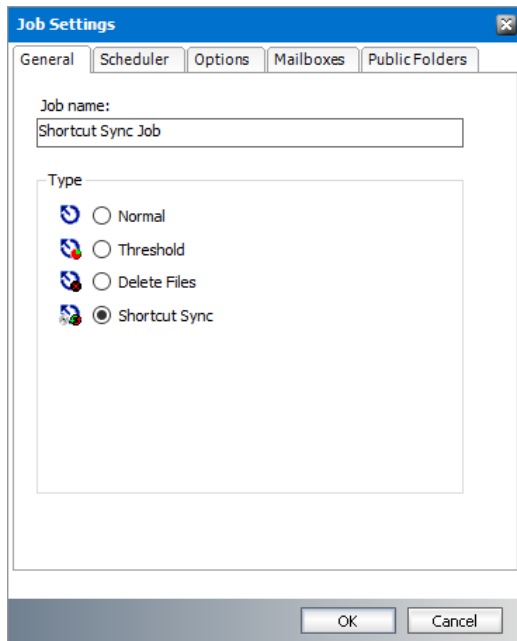 Job Settings
General Scheduler Options Mailboxes Public Folders
Job name:
Shortcut Sync Job
Type
Normal
Threshold
Delete Files
Shortcut Sync
OK Cancel